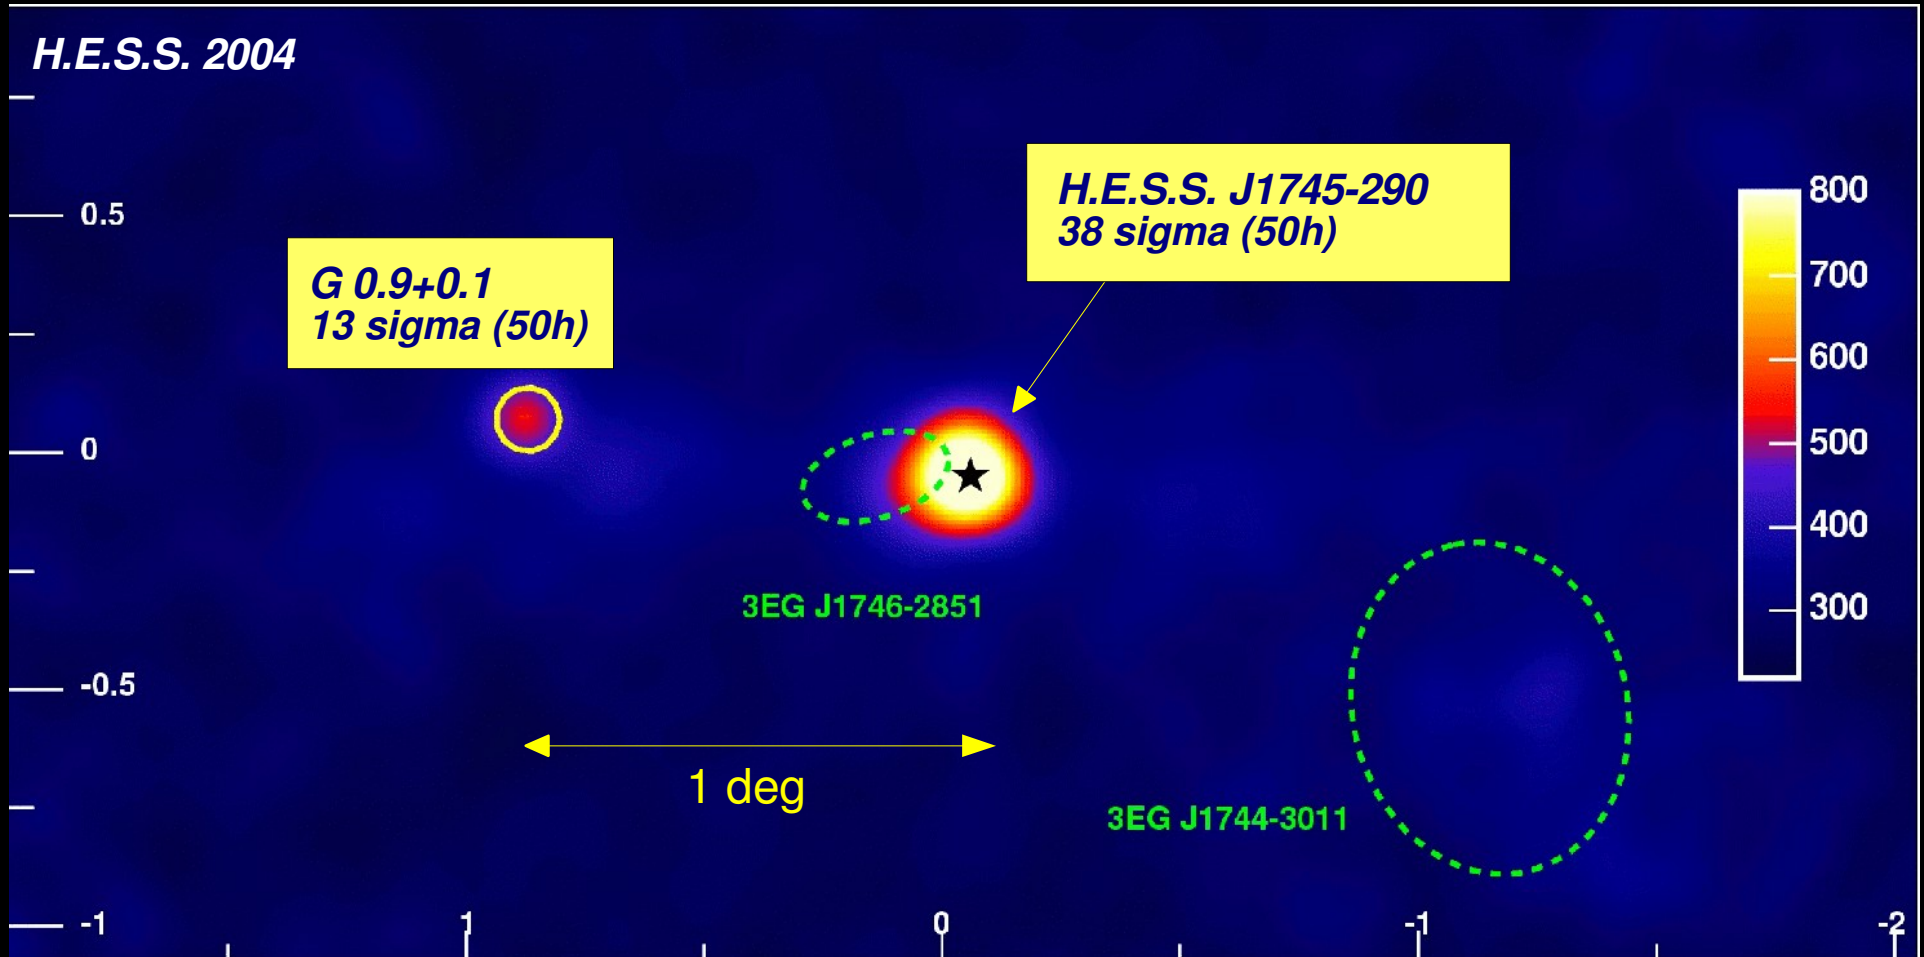 H.E.S.S. 2004
H.E.S.S. J1745-290
38 sigma (50h)
G 0.9+0.1
13 sigma (50h)
0.5
0
-0.5
-1
800
700
600
500
400
300
3EG J1746-2851
1 deg
3EG J1744-3011
1
0
-1
-2